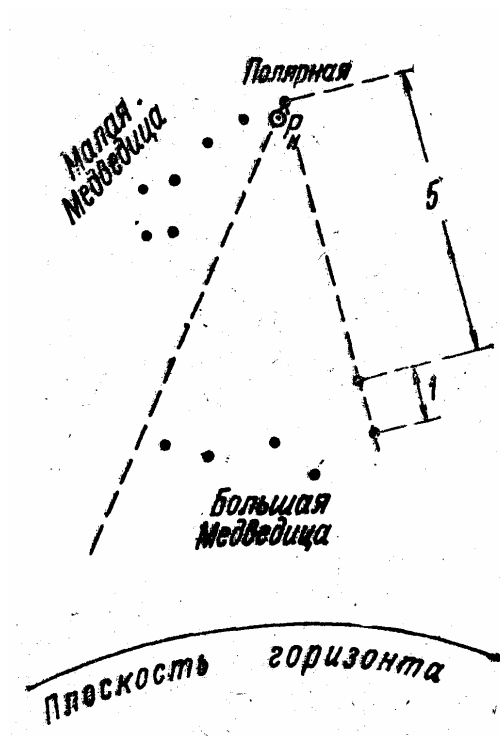 Полярная
Малая
Медведица
Pн
5
1
Большая
Медведица
Плоскость горизонта